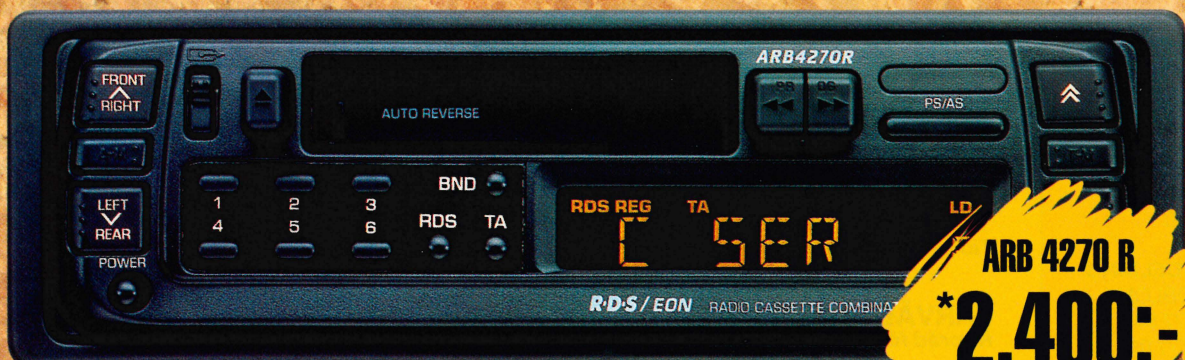 ARB4270R
FRONT
RIGHT
AUTO REVERSE
PR
PS/AS
LEFT
REAR
POWER
1 2 3
4 5 6
BND
RDS TA
RDS REG TA LD
C SER
R·D·S/EON RADIO CASSETTE
ARB 4270 R
*2.400:-